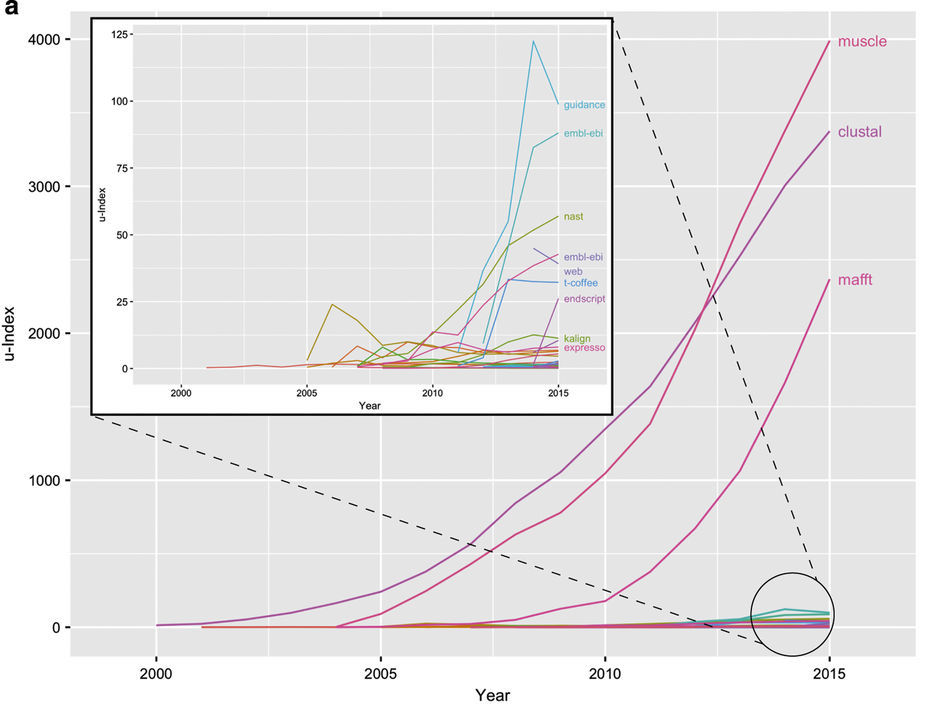 a
4000
3000
2000
1000
0
u-Index
2000
2005
2010
2015
Year
muscle
clustal
mafft
125
100
75
50
25
0
u-Index
2000
2005
2010
2015
Year
guidance
embl-ebi
nast
embl-ebi
web
t-coffee
endscript
kalign
expresso